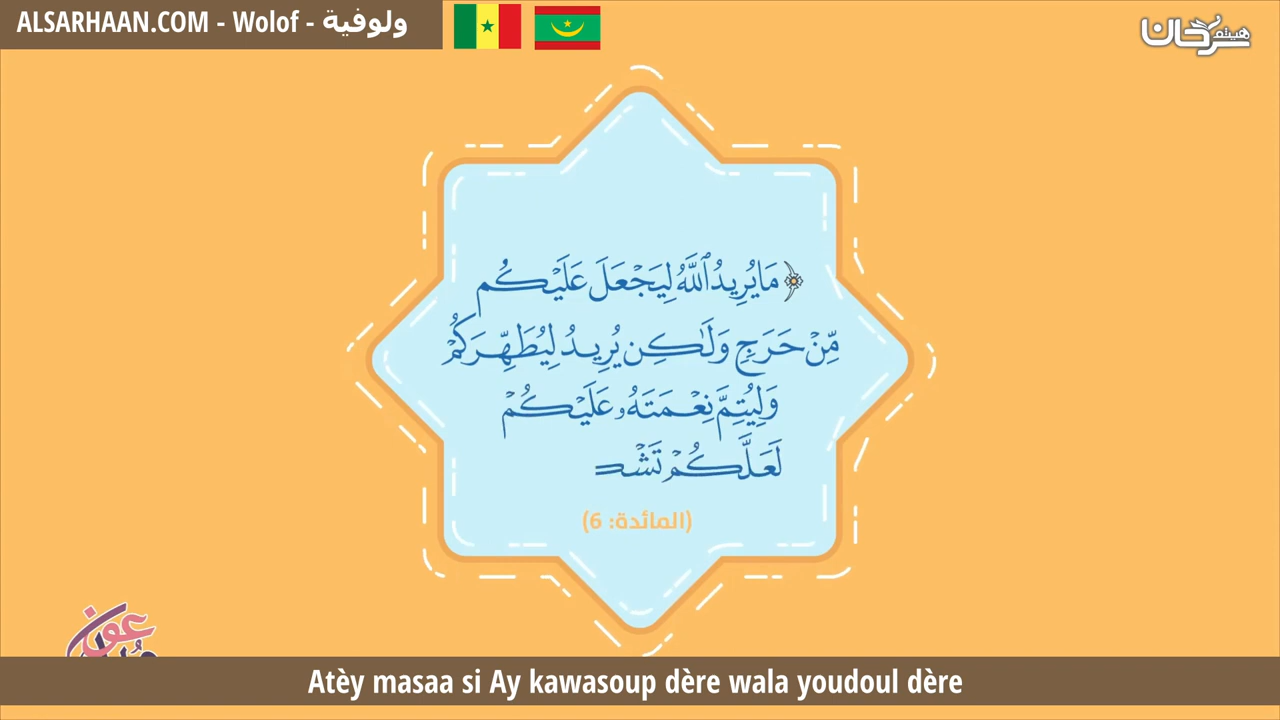 ALSARHAAN.COM - Wolof - ولوفية
هيثم سرحان
﴿مَا يُرِيدُ ٱللَّهُ لِيَجْعَلَ عَلَيْكُم
مِّنْ حَرَجٍ وَلَٰكِن يُرِيدُ لِيُطَهِّرَكُمْ
وَلِيُتِمَّ نِعْمَتَهُۥ عَلَيْكُمْ
لَعَلَّكُمْ تَشْك
(المائدة: 6)
Atèy masaa si Ay kawasoup dère wala youdoul dère